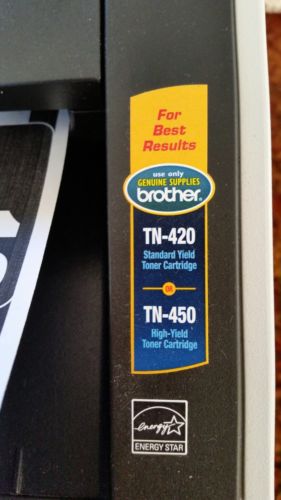 For
Best
Results
use only
GENUINE SUPPLIES
brother®
TN-420
Standard Yield
Toner Cartridge
OR
TN-450
High-Yield
Toner Cartridge
energy
ENERGY STAR